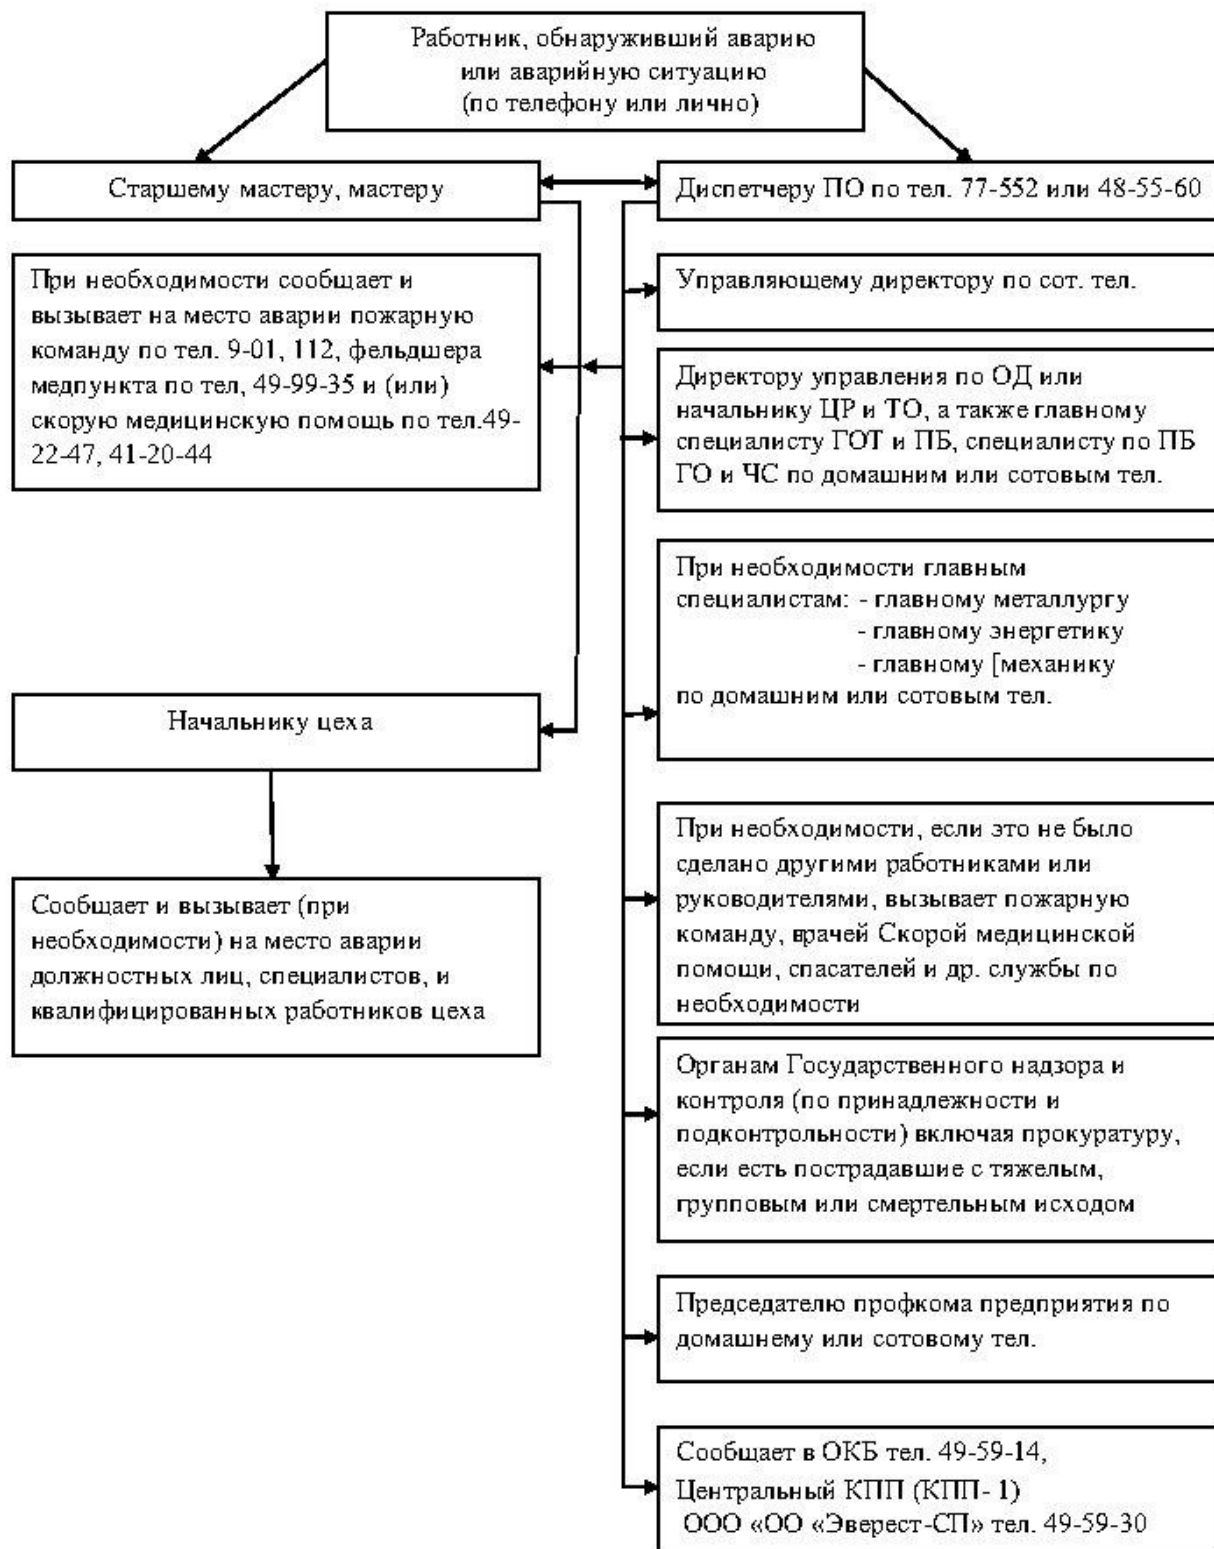 Работник, обнаруживший аварию
или аварийную ситуацию
(по телефону или лично)
Старшему мастеру, мастеру
Диспетчеру ПО по тел. 77-552 или 48-55-60
При необходимости сообщает и
вызывает на место аварии пожарную
команду по тел. 9-01, 112, фельдшера
медпункта по тел, 49-99-35 и (или)
скорую медицинскую помощь по тел.49-
22-47, 41-20-44
Управляющему директору по сот. тел.
Директору управления по ОД или
начальнику ЦР и ТО, а также главному
специалисту ГОТ и ПБ, специалисту по ПБ
ГО и ЧС по домашним или сотовым тел.
При необходимости главным
специалистам: - главному металлургу
- главному энергетику
- главному [механику
по домашним или сотовым тел.
Начальнику цеха
Сообщает и вызывает (при
необходимости) на место аварии
должностных лиц, специалистов, и
квалифицированных работников цеха
При необходимости, если это не было
сделано другими работниками или
руководителями, вызывает пожарную
команду, врачей Скорой медицинской
помощи, спасателей и др. службы по
необходимости
Органам Государственного надзора и
контроля (по принадлежности и
подконтрольности) включая прокуратуру,
если есть пострадавшие с тяжелым,
групповым или смертельным исходом
Председателю профкома предприятия по
домашнему или сотовому тел.
Сообщает в ОКБ тел. 49-59-14,
Центральный КПП (КПП- 1)
ООО «ОО «Эверест-СП» тел. 49-59-30